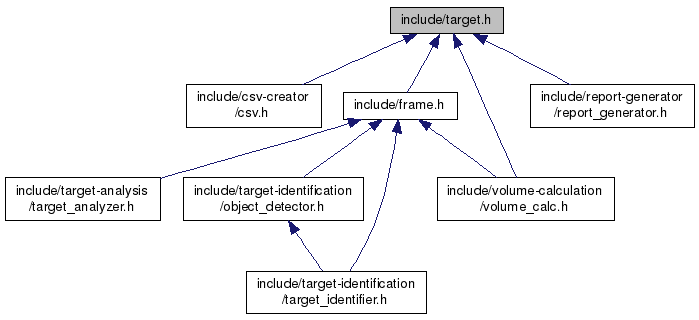 include/target.h
include/csv-creator
/csv.h
include/frame.h
include/report-generator
/report_generator.h
include/target-analysis
/target_analyzer.h
include/target-identification
/object_detector.h
include/volume-calculation
/volume_calc.h
include/target-identification
/target_identifier.h